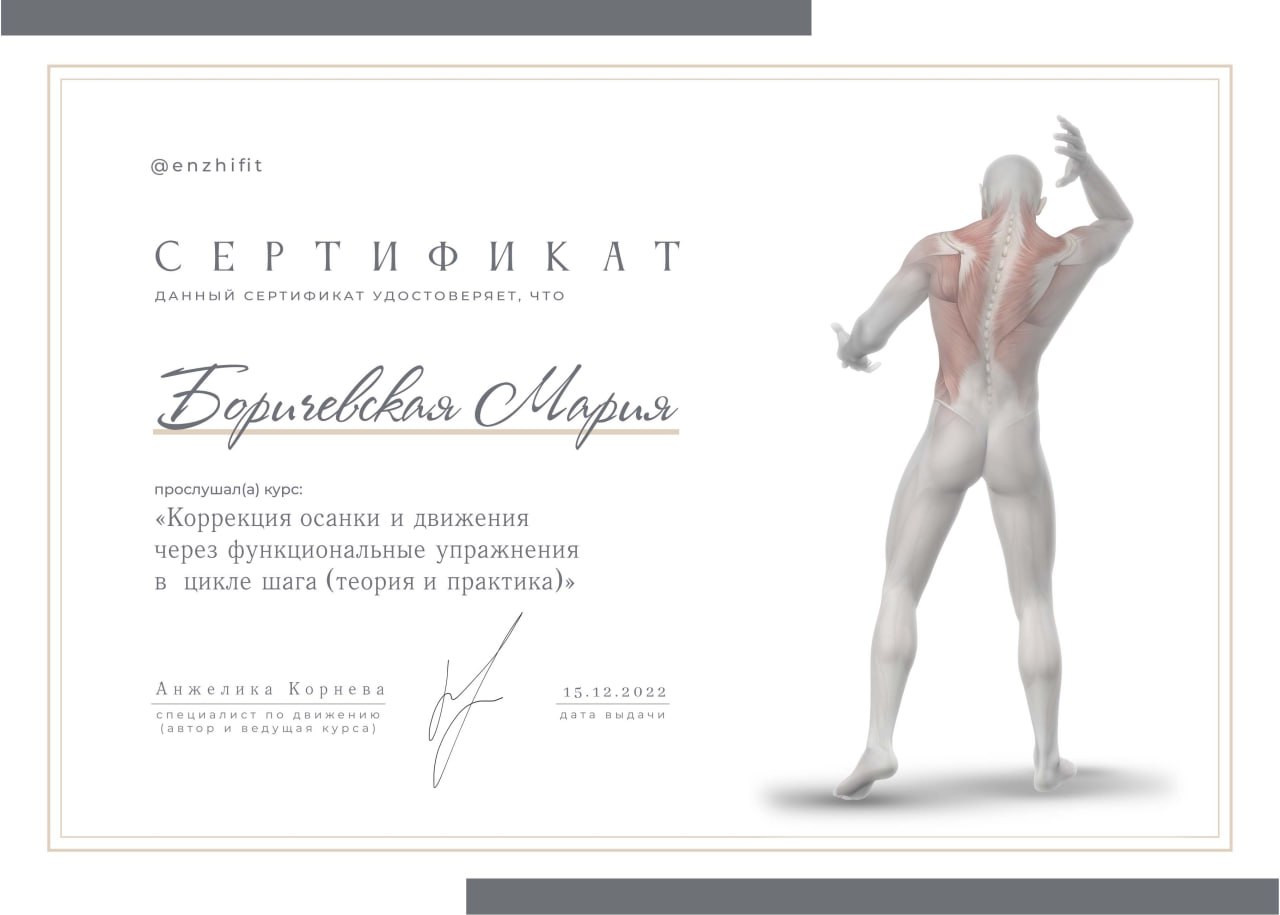 @enzhifit
СЕРТИФИКАТ
ДАННЫЙ СЕРТИФИКАТ УДОСТОВЕРЯЕТ, ЧТО
Боричевская Мария
прослушал(а) курс:
«Коррекция осанки и движения
через функциональные упражнения
в цикле шага (теория и практика)»
Анжелика Корнева
специалист по движению
(автор и ведущая курса)
15.12.2022
дата выдачи